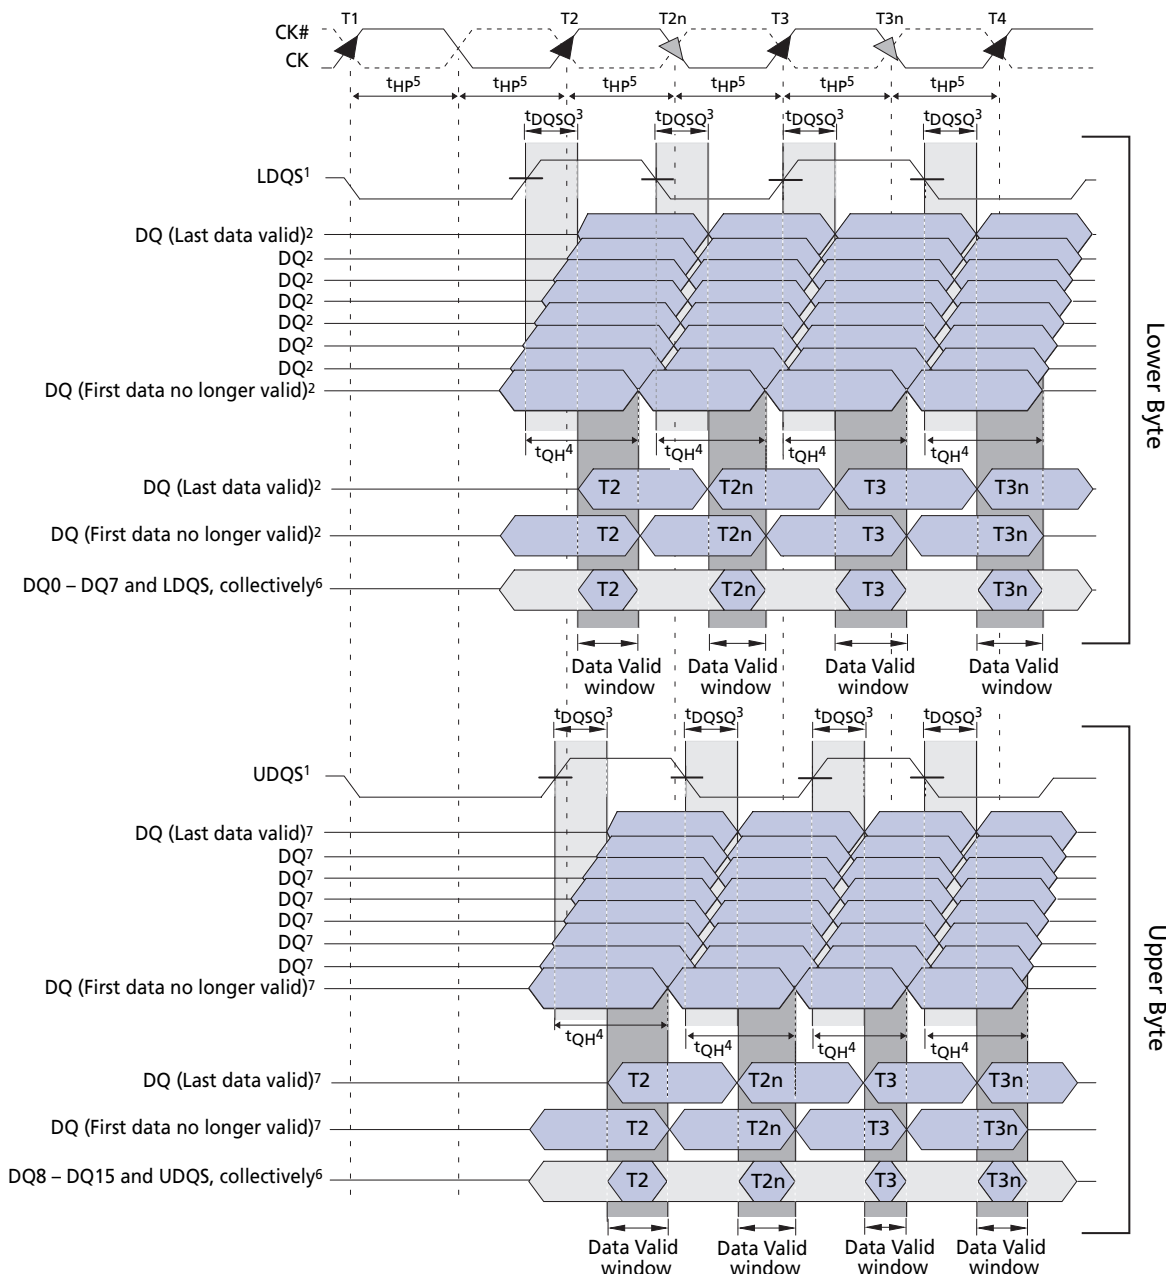 T1 T2 T2n T3 T3n T4
CK#
CK
tHP5 tHP5 tHP5 tHP5 tHP5 tHP5
tDQSQ3 tDQSQ3 tDQSQ3 tDQSQ3
LDQS1
DQ (Last data valid)2
DQ2
DQ2
DQ2
DQ2
DQ2
DQ2
DQ (First data no longer valid)2
tQH4 tQH4 tQH4 tQH4
DQ (Last data valid)2 T2 T2n T3 T3n
DQ (First data no longer valid)2 T2 T2n T3 T3n
DQ0 – DQ7 and LDQS, collectively6 T2 T2n T3 T3n
Data Valid Data Valid Data Valid Data Valid
window window window window
Lower Byte
tDQSQ3 tDQSQ3 tDQSQ3 tDQSQ3
UDQS1
DQ (Last data valid)7
DQ7
DQ7
DQ7
DQ7
DQ7
DQ7
DQ (First data no longer valid)7
tQH4 tQH4 tQH4 tQH4
DQ (Last data valid)7 T2 T2n T3 T3n
DQ (First data no longer valid)7 T2 T2n T3 T3n
DQ8 – DQ15 and UDQS, collectively6 T2 T2n T3 T3n
Data Valid Data Valid Data Valid Data Valid
window window window window
Upper Byte